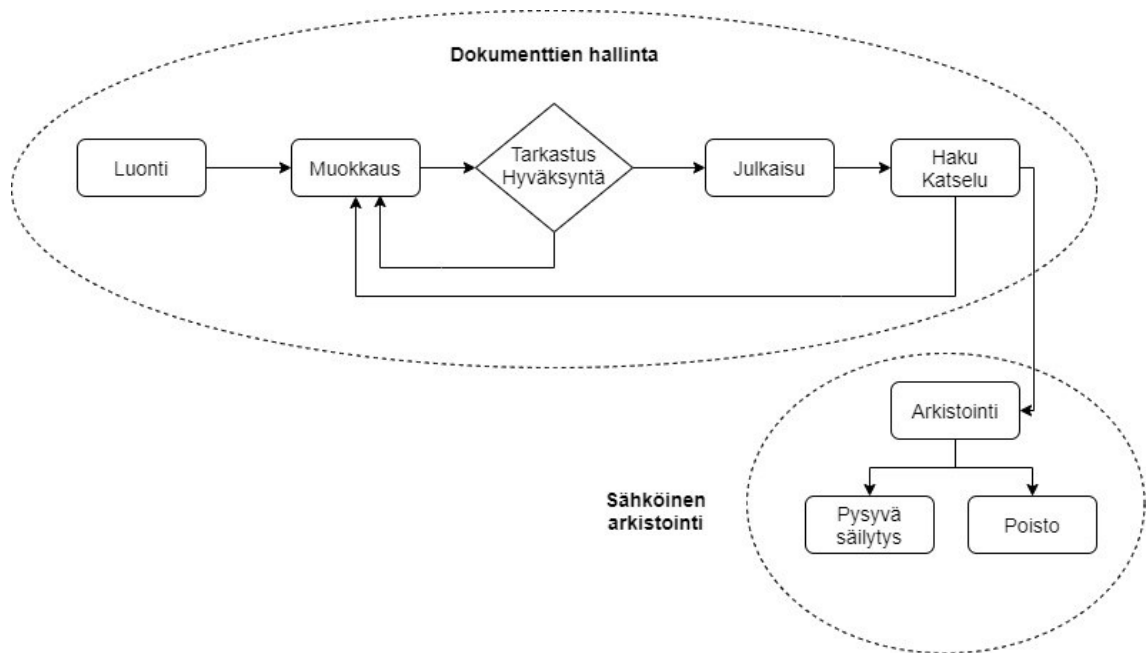 Dokumenttien hallinta
Luonti
Muokkaus
Tarkastus
Hyväksyntä
Julkaisu
Haku
Katselu
Arkistointi
Sähköinen
arkistointi
Pysyvä
säilytys
Poisto